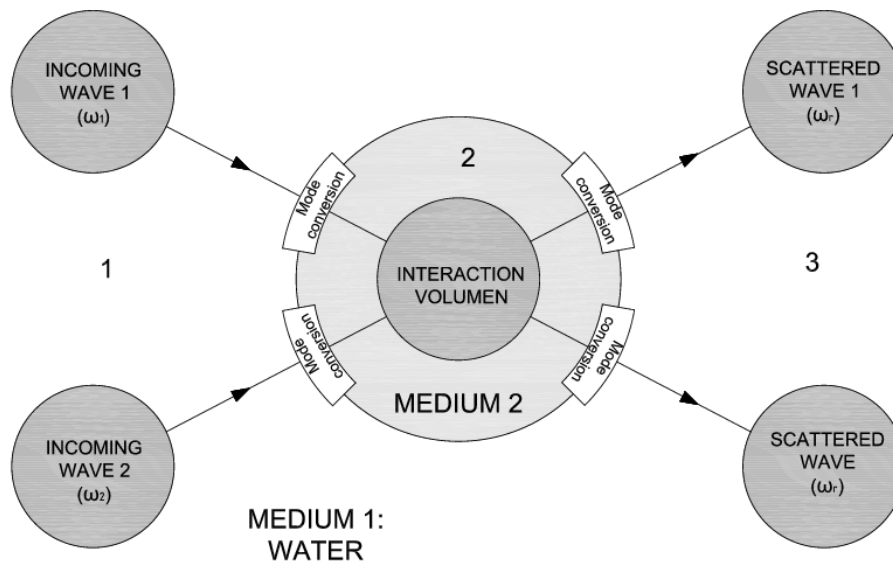 INCOMING
WAVE 1
(ω₁)
SCATTERED
WAVE 1
(ωᵣ)
Mode
conversion
2
Mode
conversion
1
INTERACTION
VOLUMEN
3
Mode
conversion
MEDIUM 2
Mode
conversion
INCOMING
WAVE 2
(ω₂)
SCATTERED
WAVE
(ωᵣ)
MEDIUM 1:
WATER